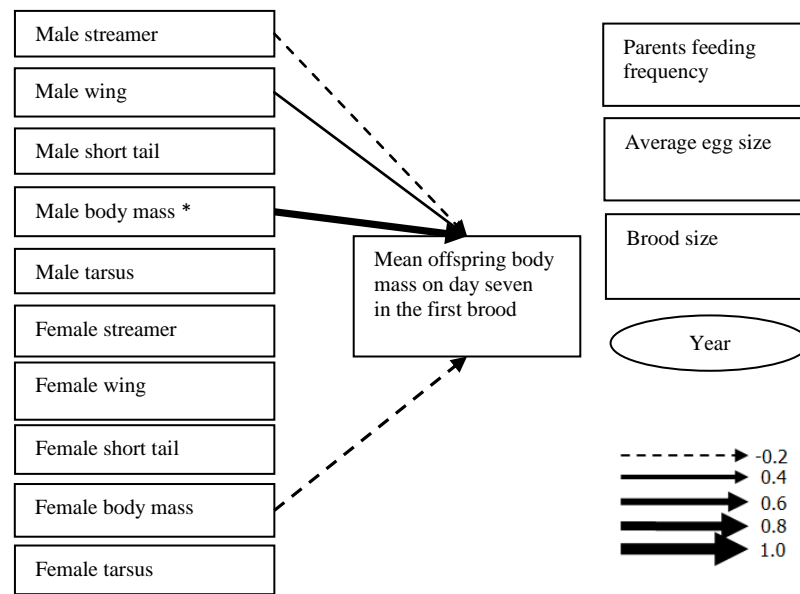 Male streamer
Male wing
Male short tail
Male body mass *
Male tarsus
Female streamer
Female wing
Female short tail
Female body mass
Female tarsus
Mean offspring body
mass on day seven
in the first brood
Parents feeding
frequency
Average egg size
Brood size
Year
-0.2
0.4
0.6
0.8
1.0